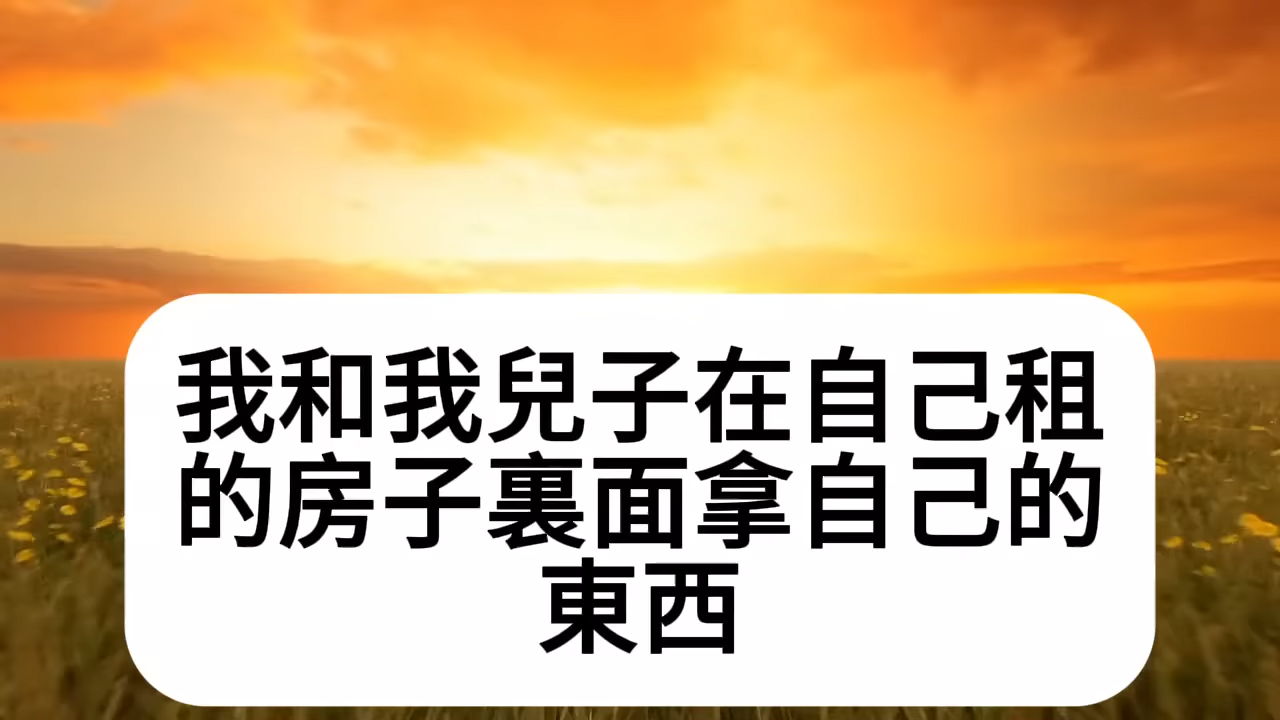 我和我兒子在自己租
的房子裏面拿自己的
東西